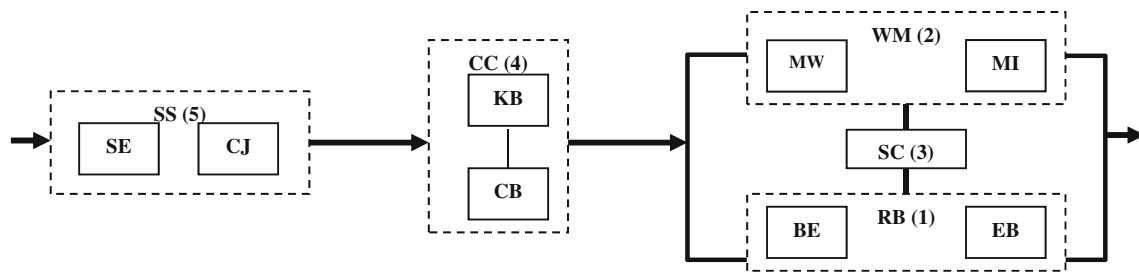 SS (5)
SE
CJ
CC (4)
KB
CB
WM (2)
MW
MI
SC (3)
RB (1)
BE
EB